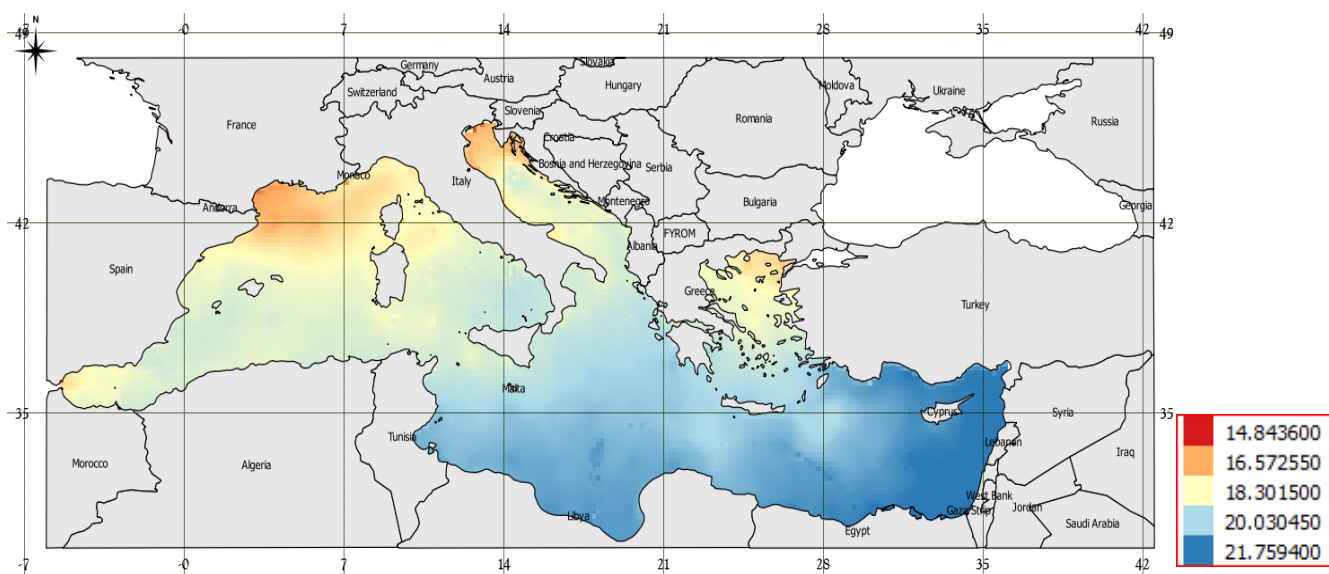 N
-7 -0 7 14 21 28 35 42
49 49
Germany Slovakia
Austria
Switzerland Hungary Moldova Ukraine
Slovenia
France Romania Russia
Croatia
Bosnia and Herzegovina Serbia
Monaco
Italy
Andorra Montenegro Bulgaria Georgia
42 42
FYROM
Albania
Spain
Greece
Turkey
Malta
35 Cyprus Syria 35
Tunisia Lebanon
Morocco Algeria Iraq
West Bank
Libya Gaza Strip Jordan
Egypt Saudi Arabia
-7 -0 7 14 21 28 35 42
14.843600
16.572550
18.301500
20.030450
21.759400